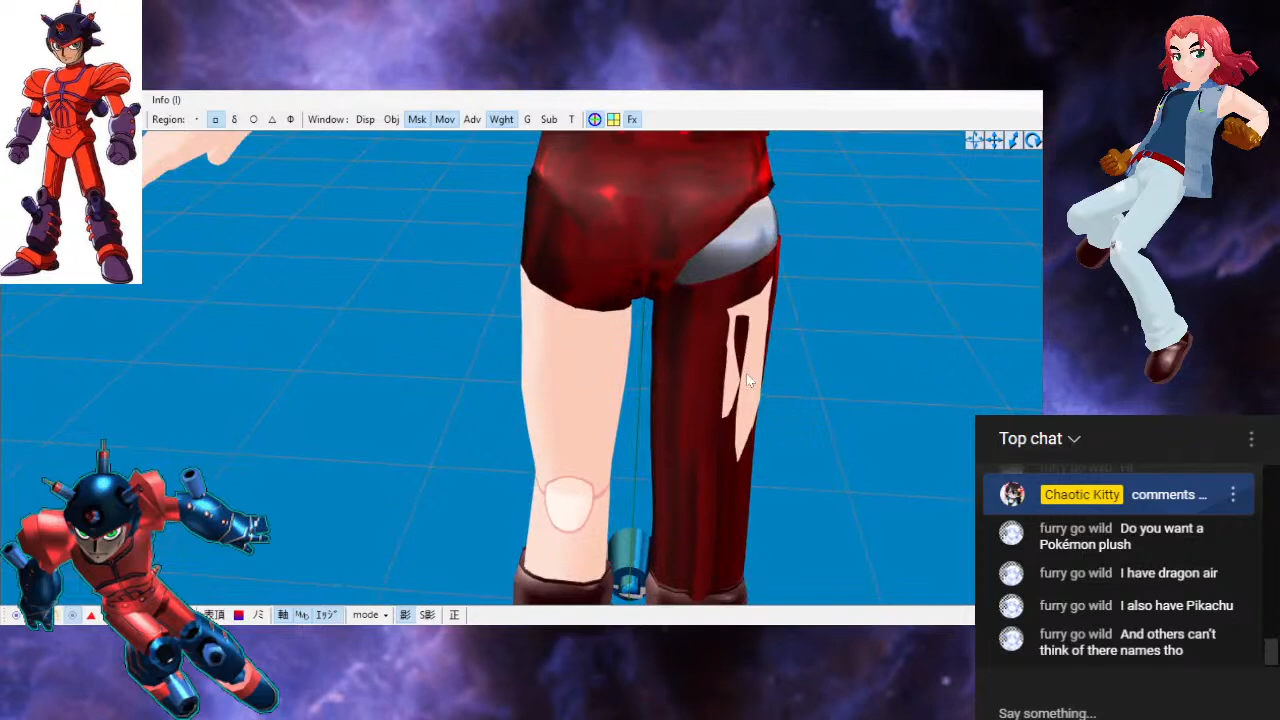 Info (I)
Region: Window: Disp Obj Msk Mov Adv Wght G Sub T Fx
Top chat
Chaotic Kitty comments ...
furry go wild Do you want a
Pokémon plush
furry go wild I have dragon air
furry go wild I also have Pikachu
furry go wild And others can't
think of there names tho
表頂 軸 mode 影 S影 正
Say something...